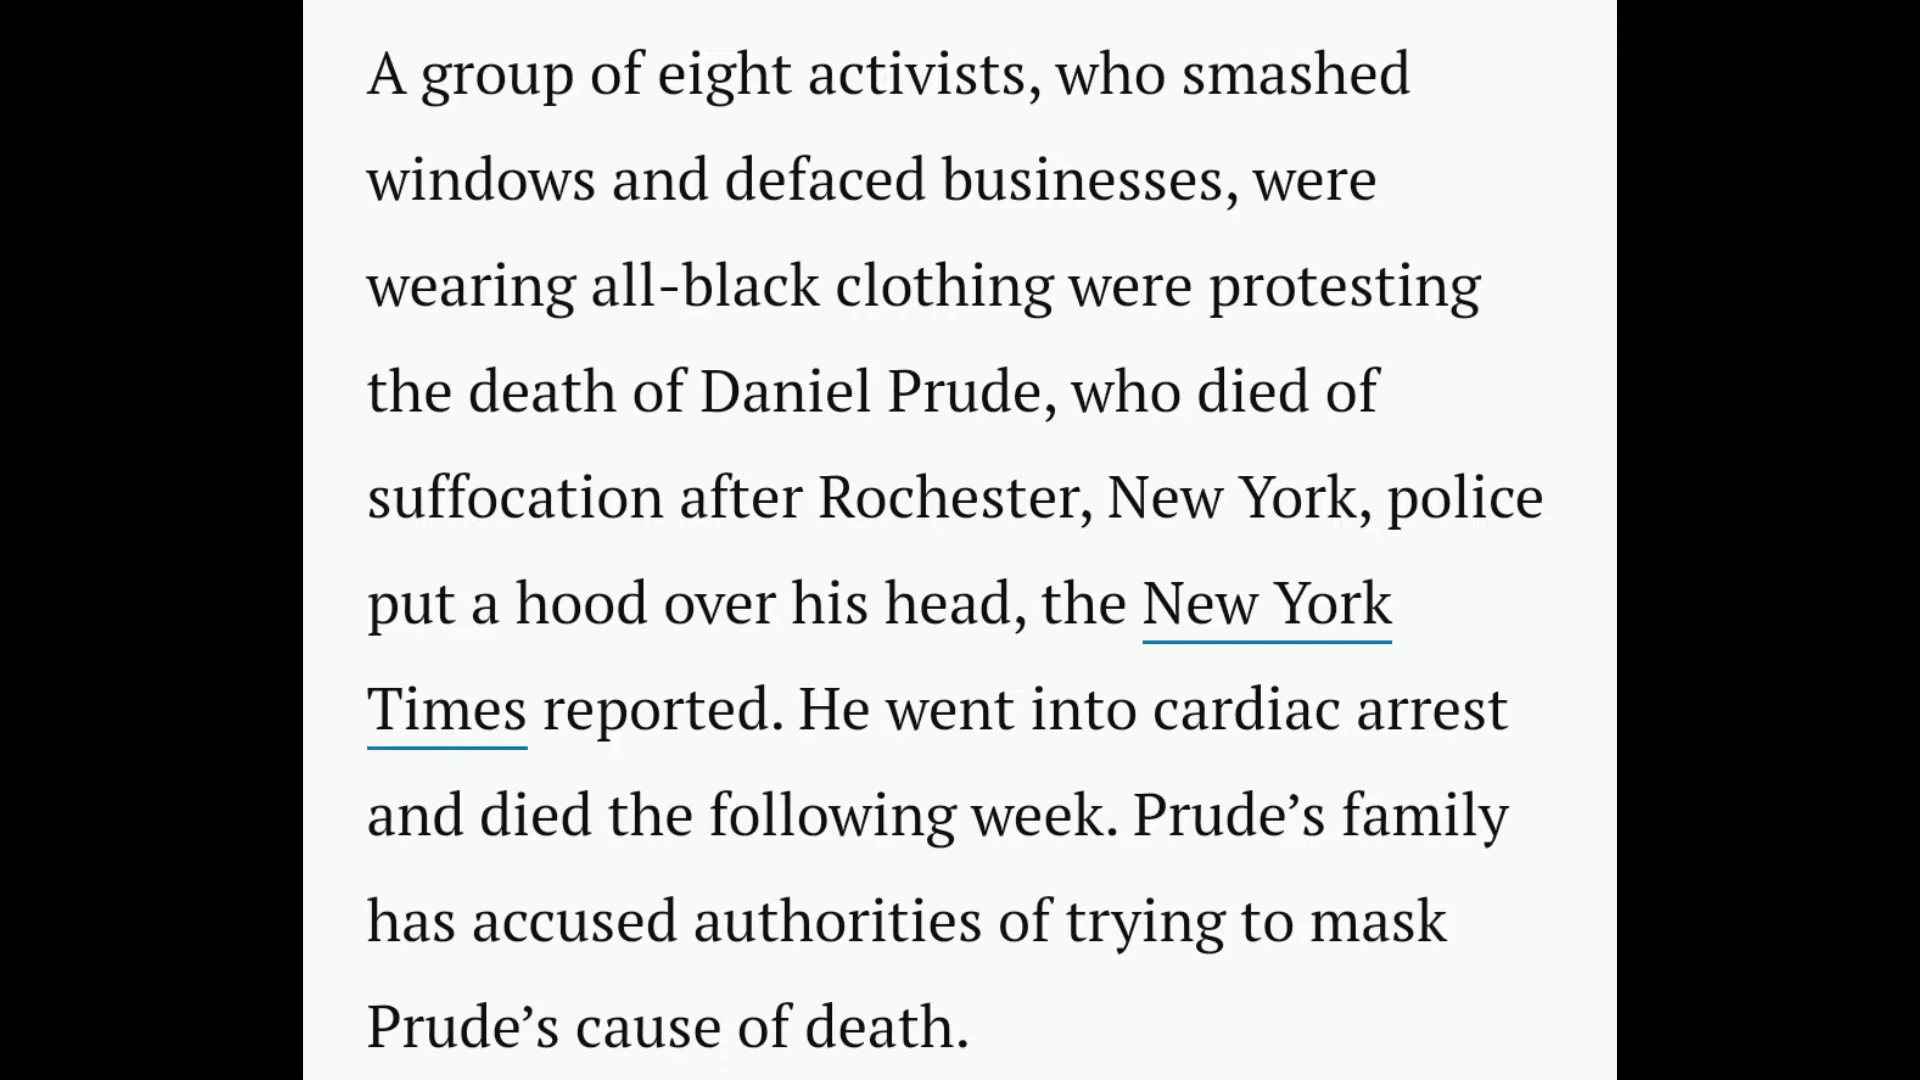 A group of eight activists, who smashed
windows and defaced businesses, were
wearing all-black clothing were protesting
the death of Daniel Prude, who died of
suffocation after Rochester, New York, police
put a hood over his head, the New York
Times reported. He went into cardiac arrest
and died the following week. Prude’s family
has accused authorities of trying to mask
Prude’s cause of death.